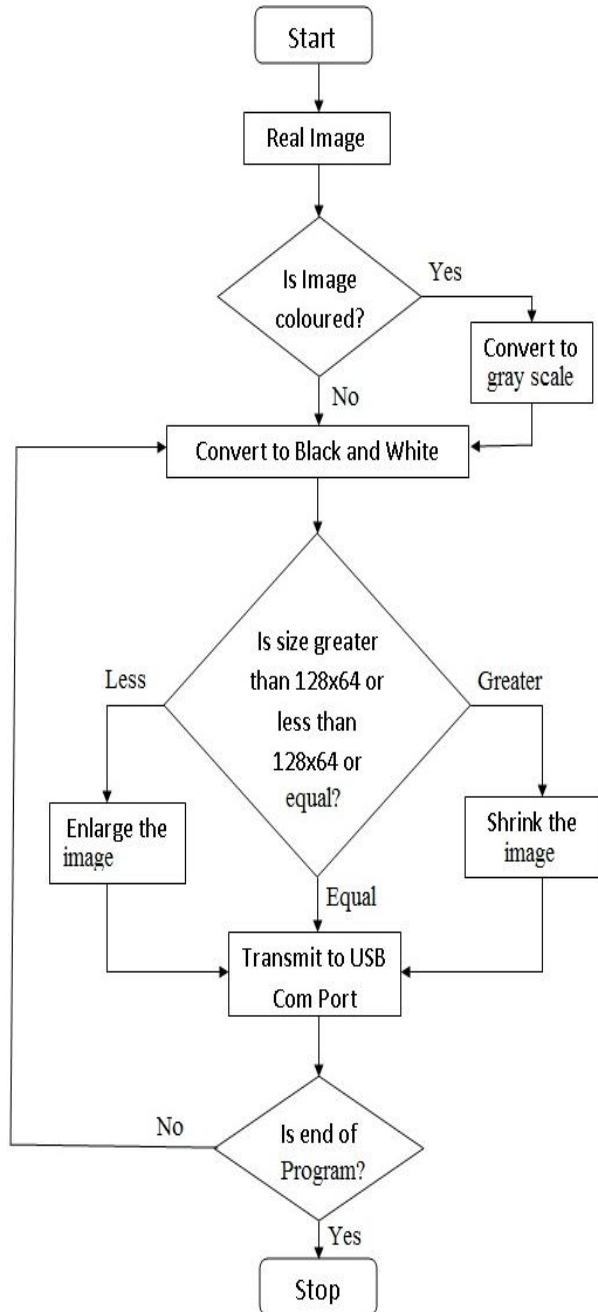 Start
Real Image
Is Image
coloured?
Yes
Convert to
gray scale
No
Convert to Black and White
Is size greater
than 128x64 or
less than
128x64 or
equal?
Less
Greater
Enlarge the
image
Shrink the
image
Equal
Transmit to USB
Com Port
Is end of
Program?
No
Yes
Stop